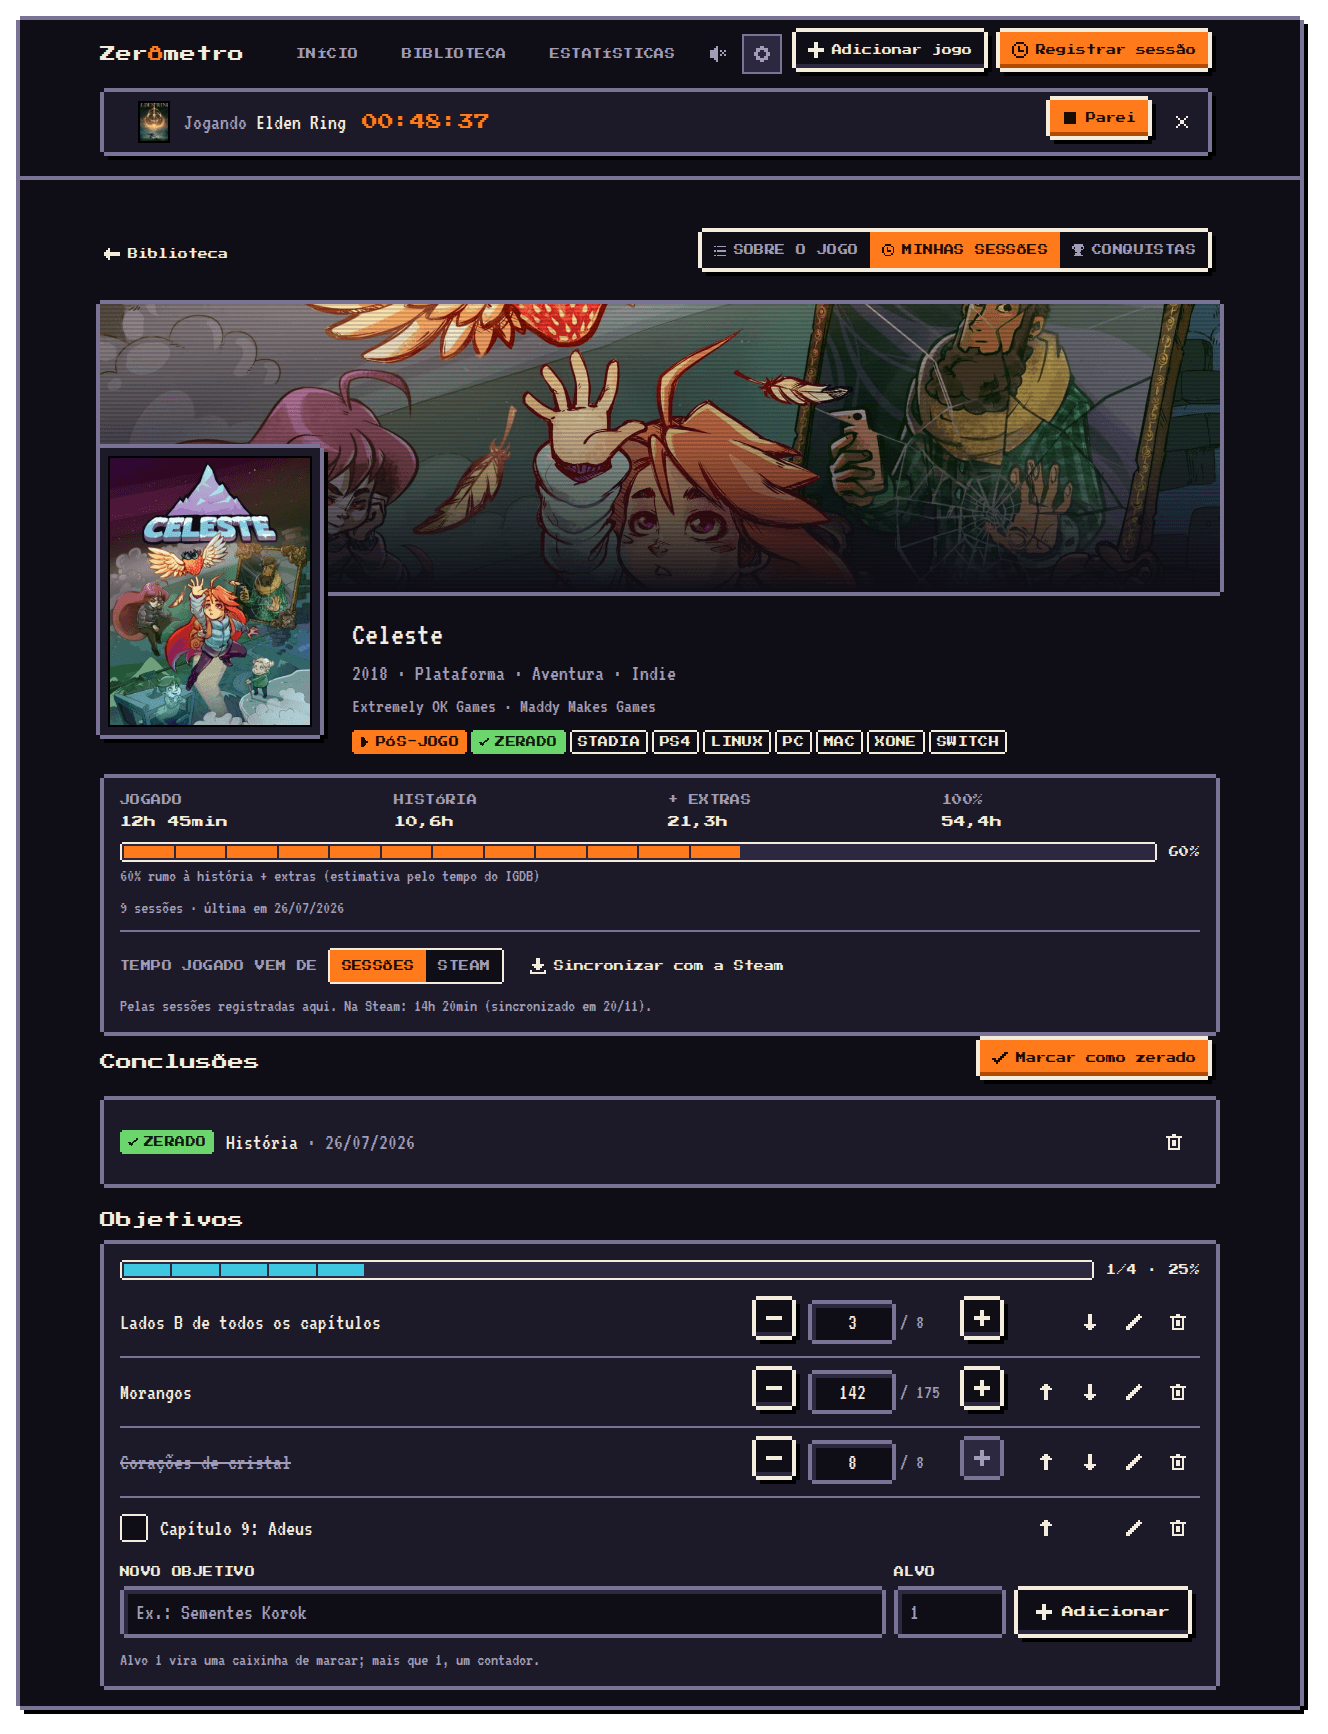 Zerômetro
INÍCIO
BIBLIOTECA
ESTATÍSTICAS
Adicionar jogo
Registrar sessão
Jogando Elden Ring 00:48:37
Parei
Biblioteca
SOBRE O JOGO
MINHAS SESSÕES
CONQUISTAS
CELESTE
Celeste
2018 · Plataforma · Aventura · Indie
Extremely OK Games · Maddy Makes Games
PÓS-JOGO ZERADO STADIA PS4 LINUX PC MAC XONE SWITCH
JOGADO HISTÓRIA + EXTRAS 100%
12h 45min 10,6h 21,3h 54,4h
60%
60% rumo à história + extras (estimativa pelo tempo do IGDB)
9 sessões · última em 26/07/2026
TEMPO JOGADO VEM DE SESSÕES STEAM Sincronizar com a Steam
Pelas sessões registradas aqui. Na Steam: 14h 20min (sincronizado em 20/11).
Conclusões
Marcar como zerado
ZERADO História · 26/07/2026
Objetivos
1/4 · 25%
Lados B de todos os capítulos 3 / 8
Morangos 142 / 175
Corações de cristal 8 / 8
Capítulo 9: Adeus
NOVO OBJETIVO ALVO
Ex.: Sementes Korok 1 Adicionar
Alvo 1 vira uma caixinha de marcar; mais que 1, um contador.